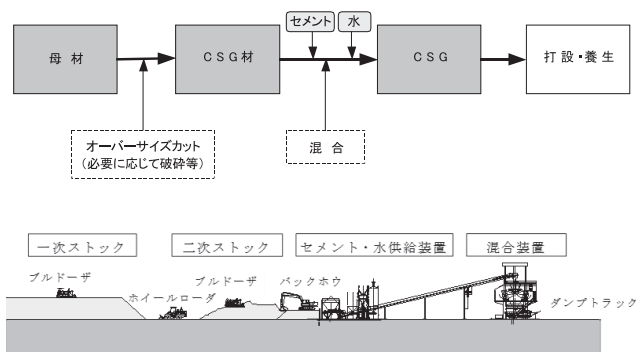 セメント
水
母材
CSG材
CSG
打設・養生
オーバーサイズカット
(必要に応じて破砕等)
混合
一次ストック
二次ストック
セメント・水供給装置
混合装置
ブルドーザ
ホイールローダ
ブルドーザ
バックホウ
ダンプトラック